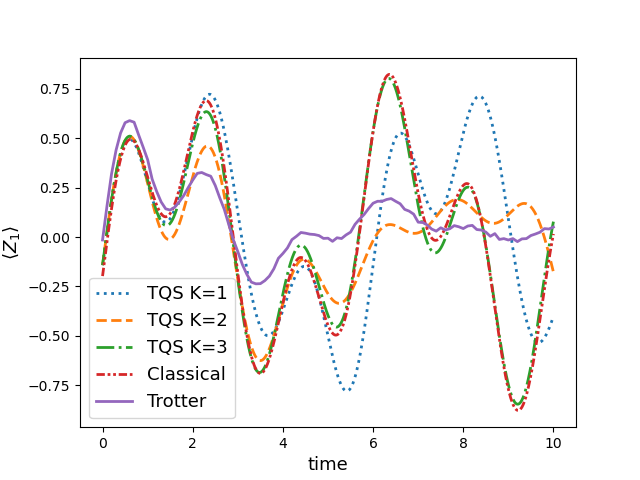 0.75
0.50
0.25
0.00
−0.25
−0.50
−0.75
⟨Z₁⟩
TQS K=1
TQS K=2
TQS K=3
Classical
Trotter
0 2 4 6 8 10
time